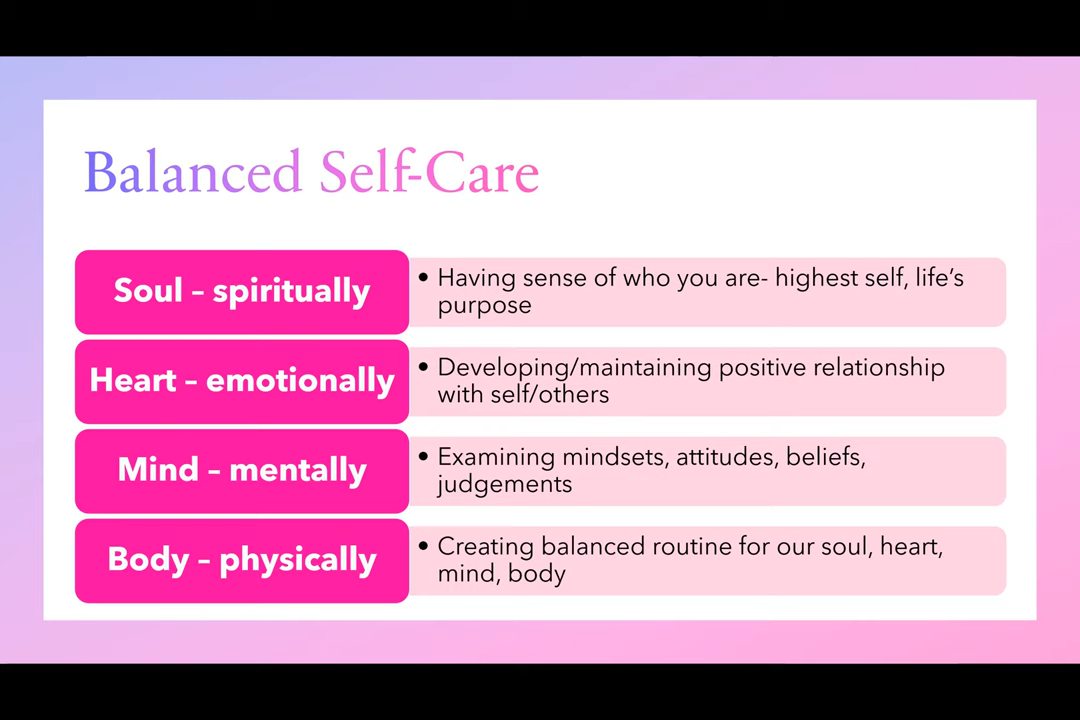 Balanced Self-Care
Soul – spiritually
• Having sense of who you are- highest self, life's
purpose
Heart – emotionally
• Developing/maintaining positive relationship
with self/others
Mind – mentally
• Examining mindsets, attitudes, beliefs,
judgements
Body – physically
• Creating balanced routine for our soul, heart,
mind, body